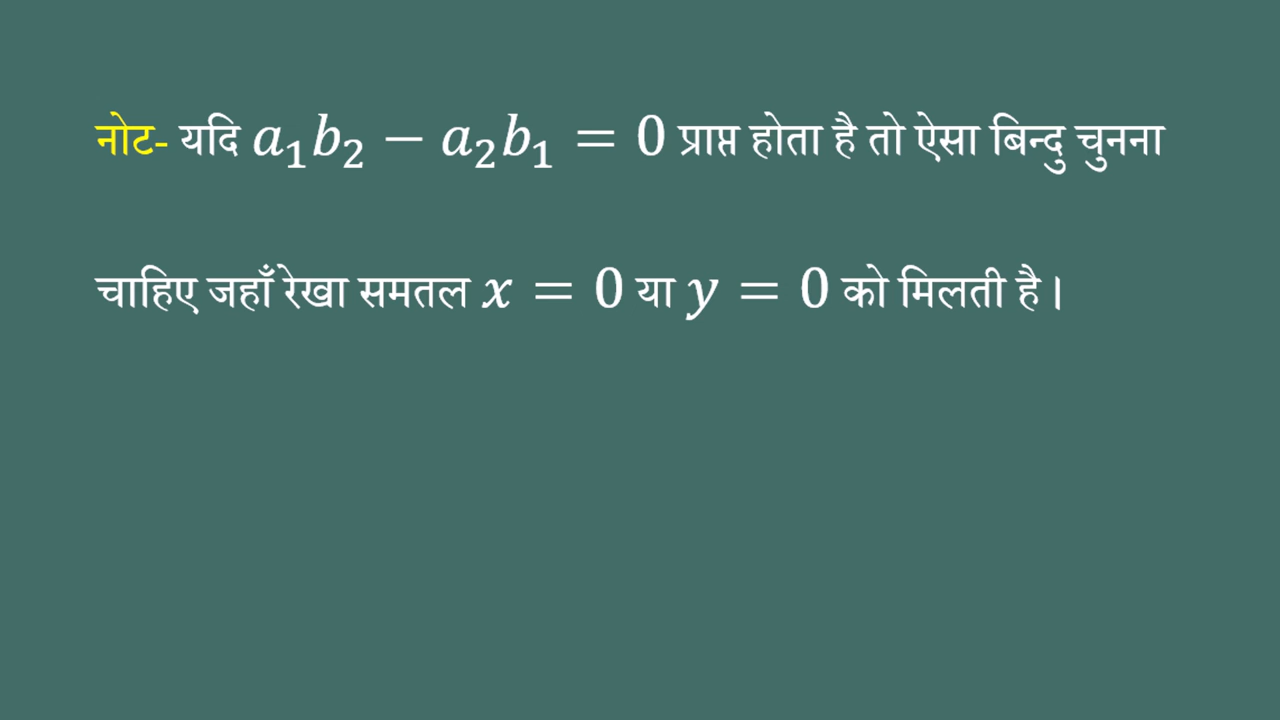 नोट- यदि a₁b₂ − a₂b₁ = 0 प्राप्त होता है तो ऐसा बिन्दु चुनना
चाहिए जहाँ रेखा समतल x = 0 या y = 0 को मिलती है।